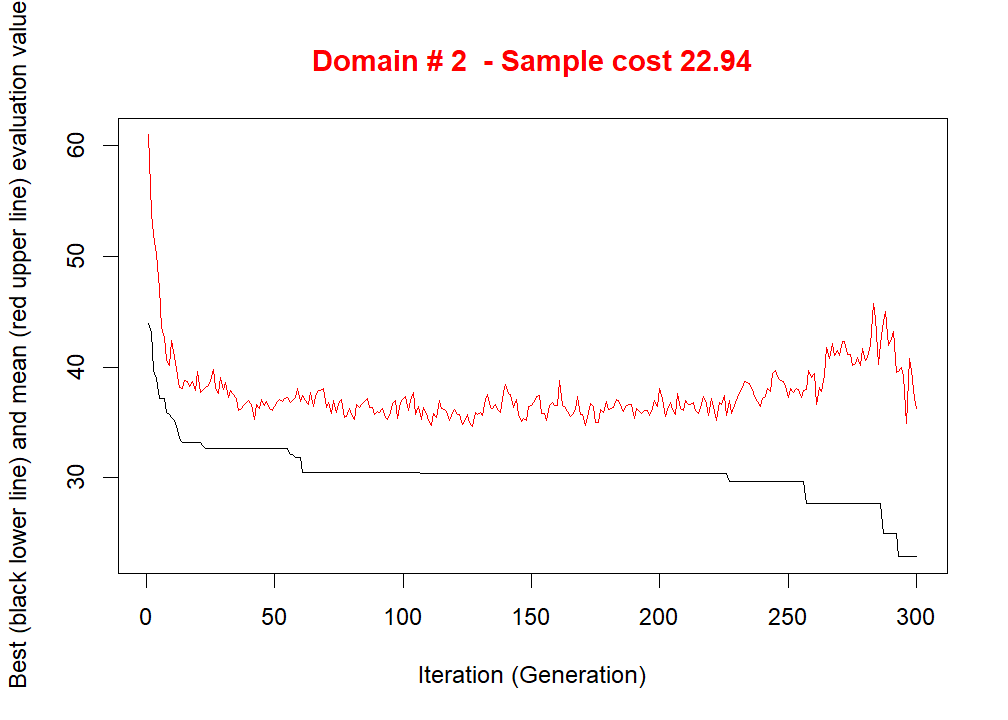 Domain # 2  - Sample cost 22.94
Best (black lower line) and mean (red upper line) evaluation value
60
50
40
30
0 50 100 150 200 250 300
Iteration (Generation)